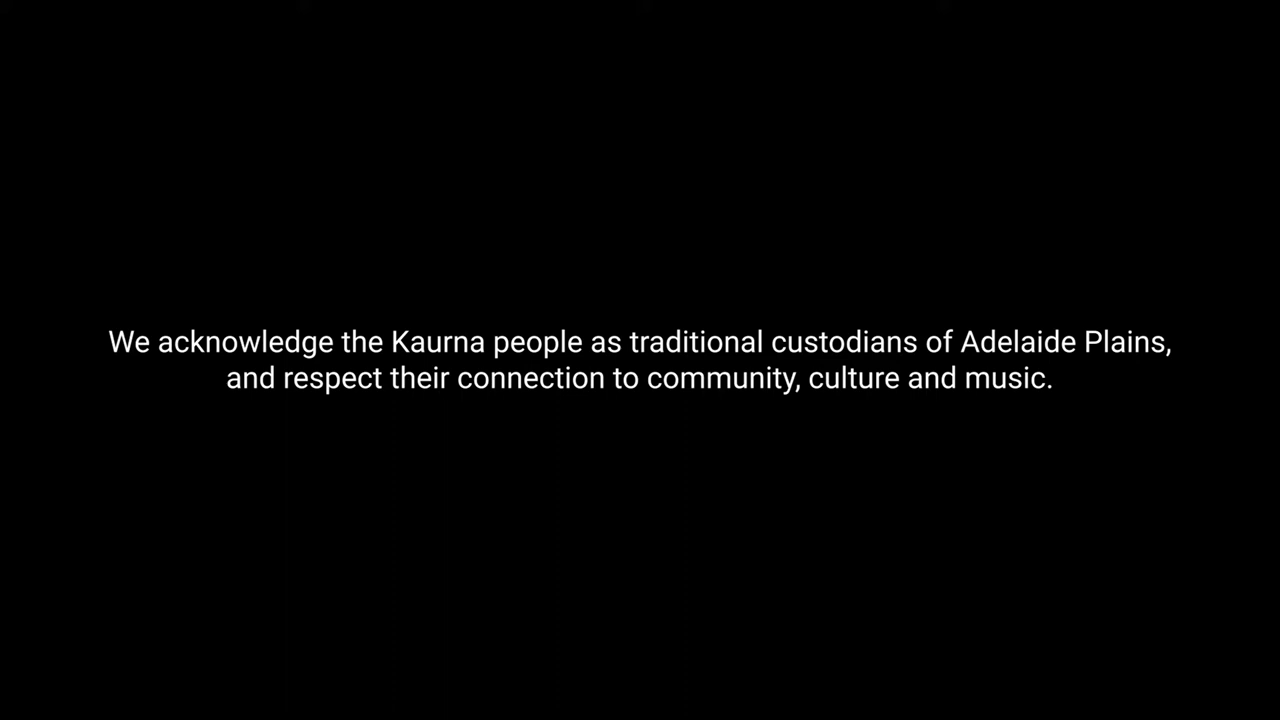 We acknowledge the Kaurna people as traditional custodians of Adelaide Plains,
and respect their connection to community, culture and music.